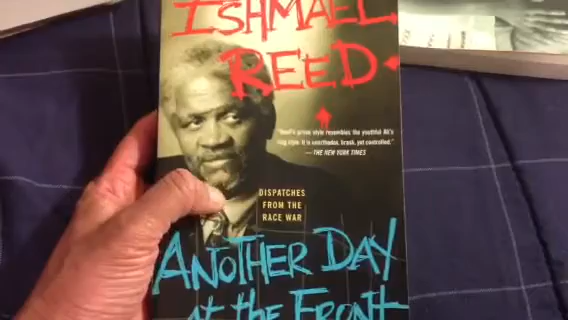 ISHMAEL
REED
"Reed's prose style resembles the youthful Ali's
ring style: It is unorthodox, brash, yet controlled."
—THE NEW YORK TIMES
DISPATCHES
FROM THE
RACE WAR
ANOTHER DAY
at the FRONT